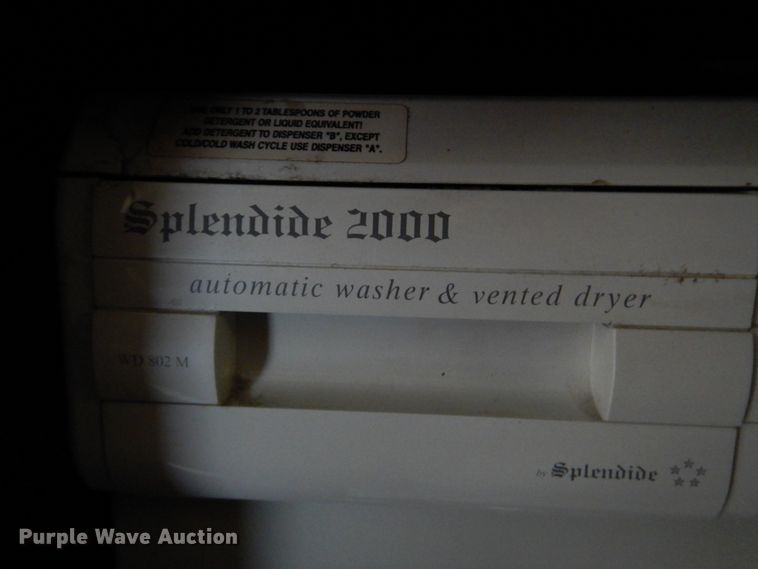 USE ONLY 1 TO 2 TABLESPOONS OF POWDER
DETERGENT OR LIQUID EQUIVALENT!
ADD DETERGENT TO DISPENSER "B", EXCEPT
COLD/COLD WASH CYCLE USE DISPENSER "A".
Splendide 2000
automatic washer & vented dryer
WD 802 M
by Splendide
Purple Wave Auction